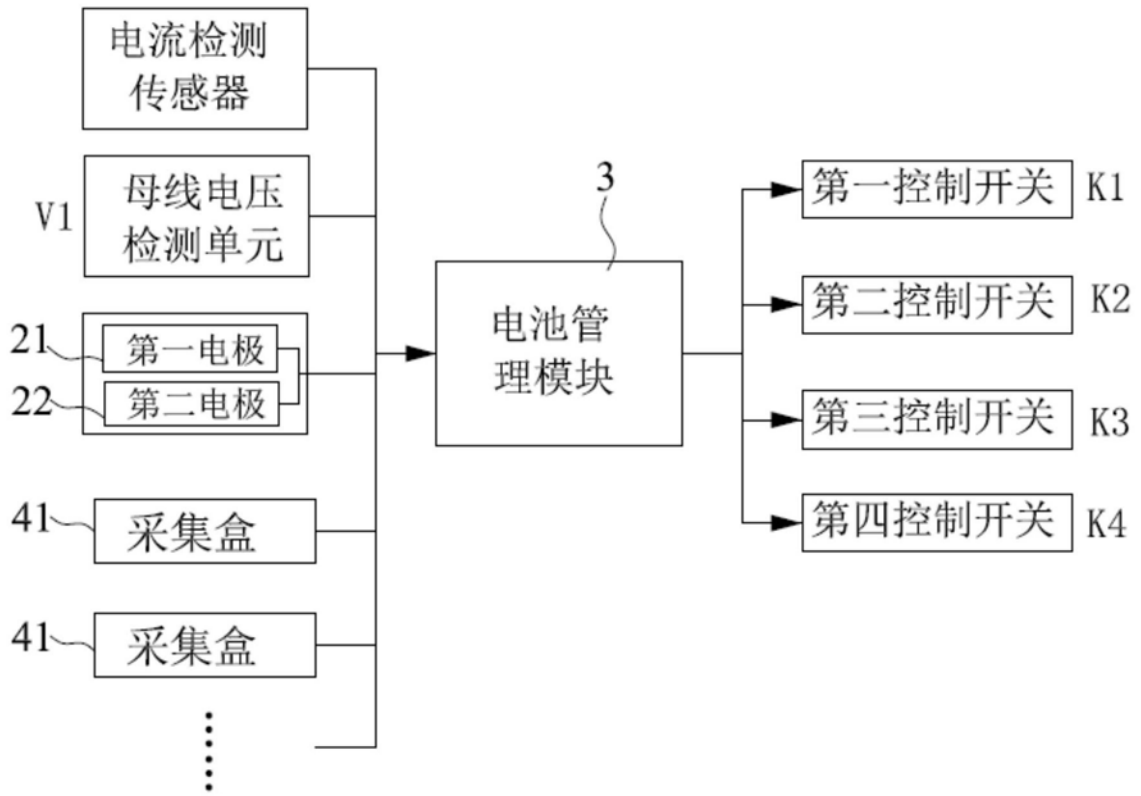 电流检测
传感器
V1
母线电压
检测单元
21
第一电极
22
第二电极
41
采集盒
41
采集盒
3
电池管
理模块
第一控制开关 K1
第二控制开关 K2
第三控制开关 K3
第四控制开关 K4